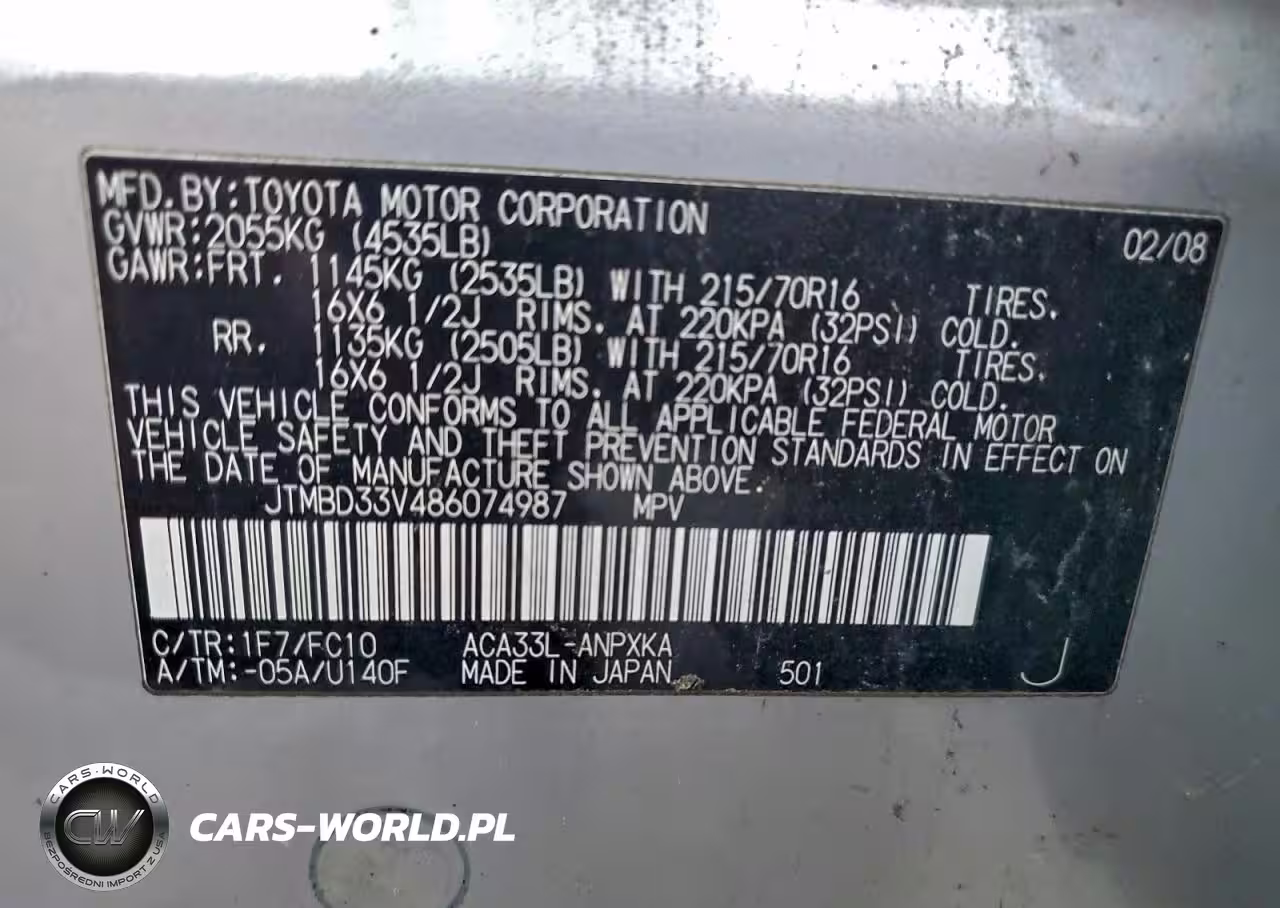 MFD.BY:TOYOTA MOTOR CORPORATION
02/08
GVWR:2055KG (4535LB)
GAWR:FRT. 1145KG (2535LB) WITH 215/70R16 TIRES.
16X6 1/2J RIMS. AT 220KPA (32PSI) COLD.
RR. 1135KG (2505LB) WITH 215/70R16 TIRES.
16X6 1/2J RIMS. AT 220KPA (32PSI) COLD.
THIS VEHICLE CONFORMS TO ALL APPLICABLE FEDERAL MOTOR
VEHICLE SAFETY AND THEFT PREVENTION STANDARDS IN EFFECT ON
THE DATE OF MANUFACTURE SHOWN ABOVE.
JTMBD33V486074987 MPV
C/TR:1F7/FC10 ACA33L-ANPXKA
A/TM:-05A/U140F MADE IN JAPAN 501 J
CARS-WORLD
CW
BEZPOŚREDNI IMPORT Z USA
CARS-WORLD.PL